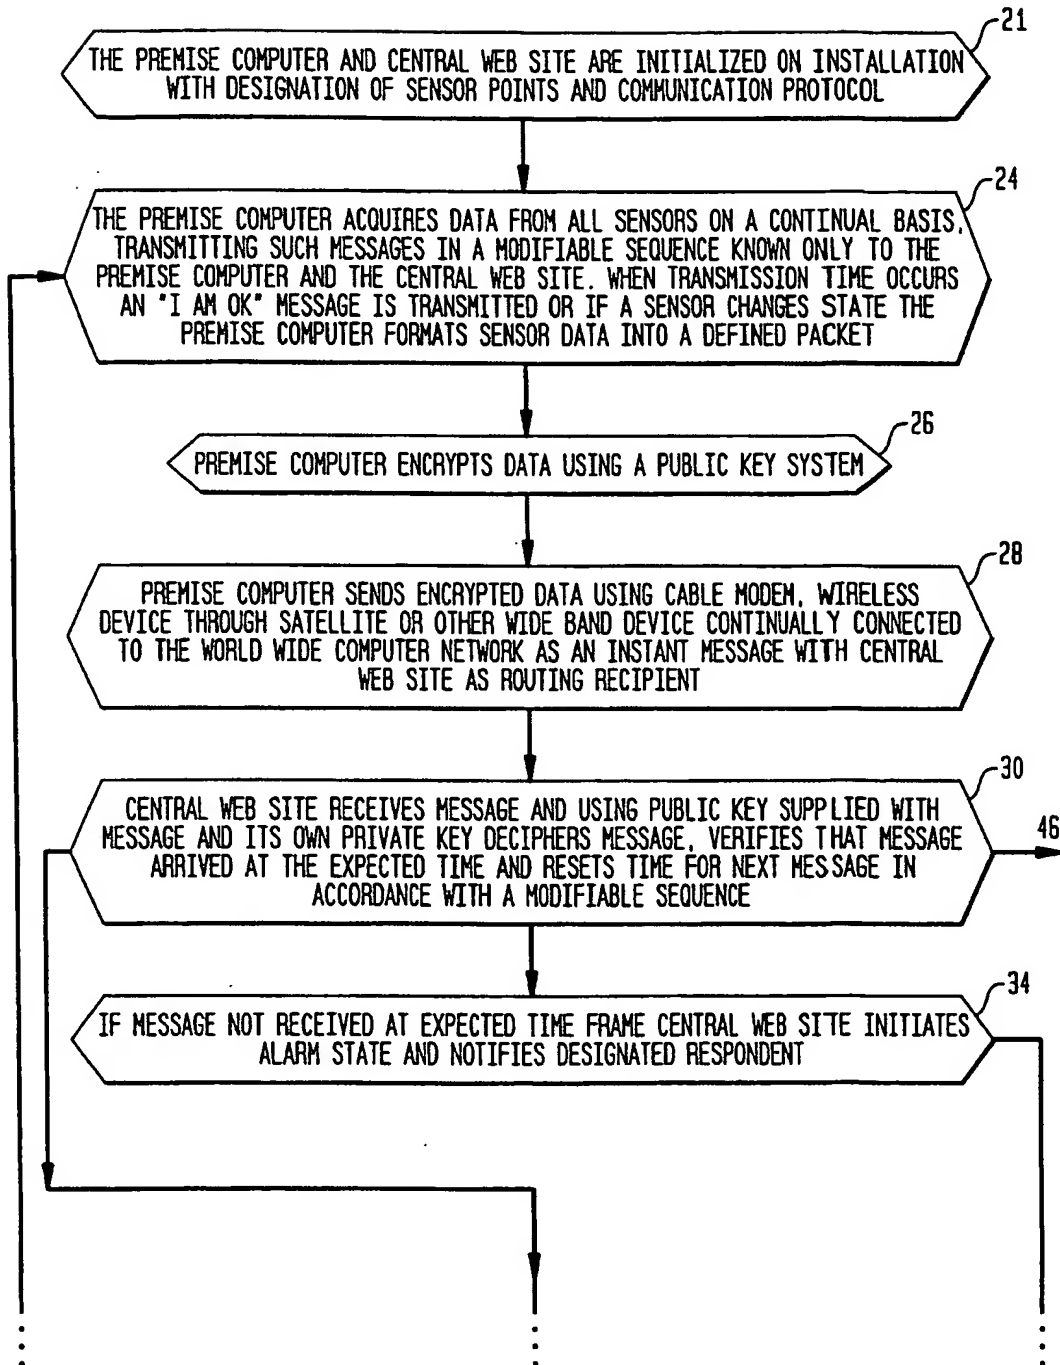 21
THE PREMISE COMPUTER AND CENTRAL WEB SITE ARE INITIALIZED ON INSTALLATION
WITH DESIGNATION OF SENSOR POINTS AND COMMUNICATION PROTOCOL
24
THE PREMISE COMPUTER ACQUIRES DATA FROM ALL SENSORS ON A CONTINUAL BASIS,
TRANSMITTING SUCH MESSAGES IN A MODIFIABLE SEQUENCE KNOWN ONLY TO THE
PREMISE COMPUTER AND THE CENTRAL WEB SITE. WHEN TRANSMISSION TIME OCCURS
AN "I AM OK" MESSAGE IS TRANSMITTED OR IF A SENSOR CHANGES STATE THE
PREMISE COMPUTER FORMATS SENSOR DATA INTO A DEFINED PACKET
26
PREMISE COMPUTER ENCRYPTS DATA USING A PUBLIC KEY SYSTEM
28
PREMISE COMPUTER SENDS ENCRYPTED DATA USING CABLE MODEM, WIRELESS
DEVICE THROUGH SATELLITE OR OTHER WIDE BAND DEVICE CONTINUALLY CONNECTED
TO THE WORLD WIDE COMPUTER NETWORK AS AN INSTANT MESSAGE WITH CENTRAL
WEB SITE AS ROUTING RECIPIENT
30
CENTRAL WEB SITE RECEIVES MESSAGE AND USING PUBLIC KEY SUPPLIED WITH
MESSAGE AND ITS OWN PRIVATE KEY DECIPHERS MESSAGE, VERIFIES THAT MESSAGE
ARRIVED AT THE EXPECTED TIME AND RESETS TIME FOR NEXT MESSAGE IN
ACCORDANCE WITH A MODIFIABLE SEQUENCE
46
34
IF MESSAGE NOT RECEIVED AT EXPECTED TIME FRAME CENTRAL WEB SITE INITIATES
ALARM STATE AND NOTIFIES DESIGNATED RESPONDENT